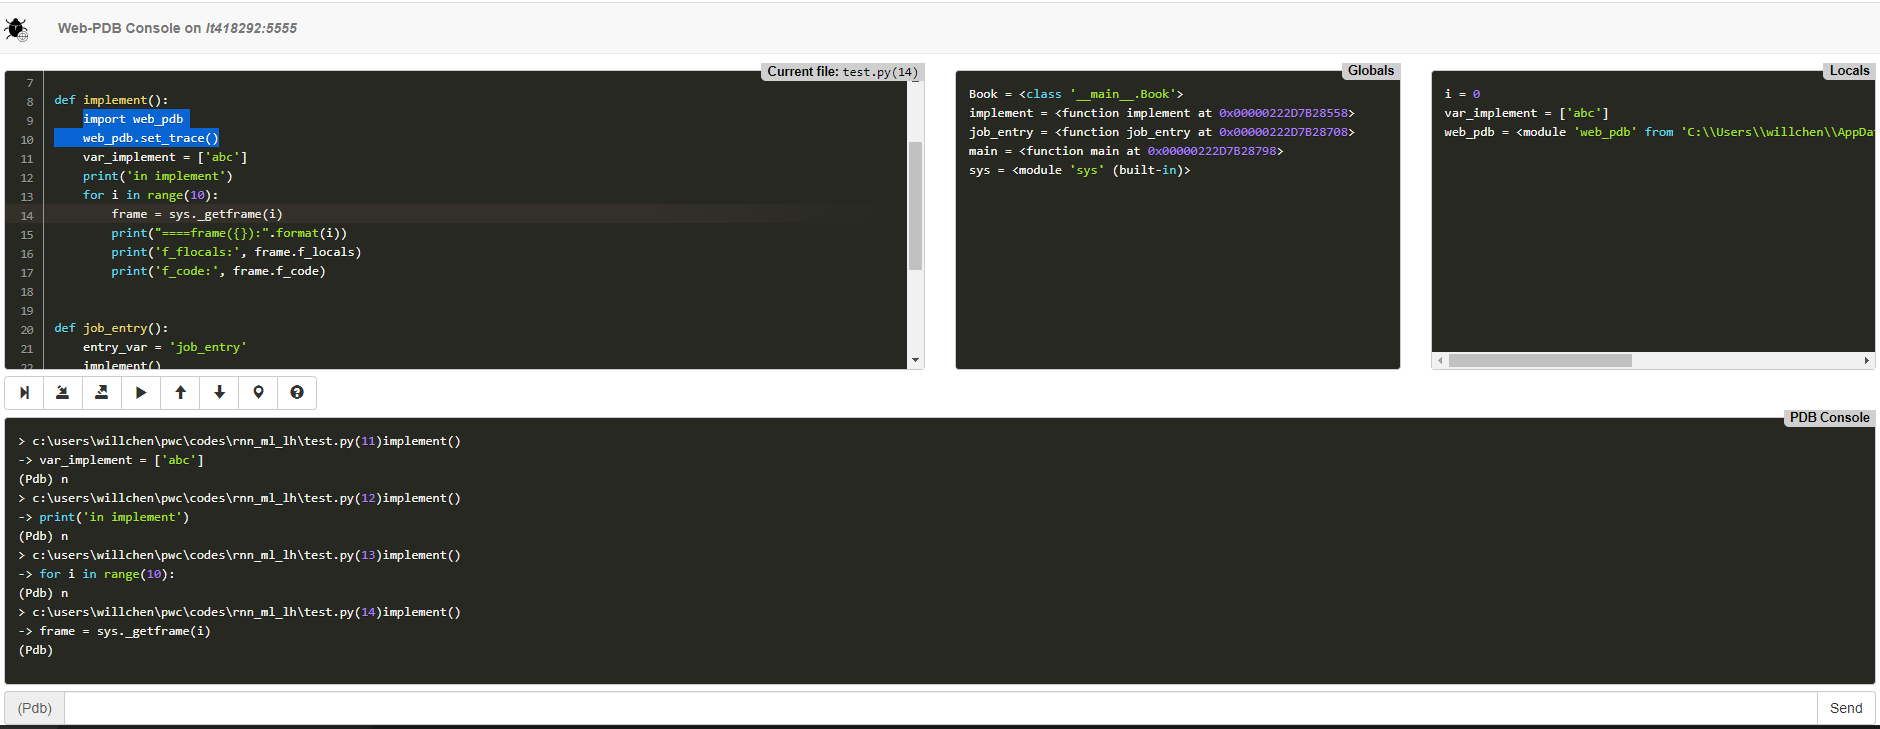 Web-PDB Console on lt418292:5555
Current file: test.py(14)
7
8 def implement():
9     import web_pdb
10     web_pdb.set_trace()
11     var_implement = ['abc']
12     print('in implement')
13     for i in range(10):
14         frame = sys._getframe(i)
15         print("====frame({}):".format(i))
16         print('f_flocals:', frame.f_locals)
17         print('f_code:', frame.f_code)
18
19
20 def job_entry():
21     entry_var = 'job_entry'
22     implement()
Globals
Book = <class '__main__.Book'>
implement = <function implement at 0x00000222D7B28558>
job_entry = <function job_entry at 0x00000222D7B28708>
main = <function main at 0x00000222D7B28798>
sys = <module 'sys' (built-in)>
Locals
i = 0
var_implement = ['abc']
web_pdb = <module 'web_pdb' from 'C:\\Users\\willchen\\AppDa
PDB Console
> c:\users\willchen\pwc\codes\rnn_ml_lh\test.py(11)implement()
-> var_implement = ['abc']
(Pdb) n
> c:\users\willchen\pwc\codes\rnn_ml_lh\test.py(12)implement()
-> print('in implement')
(Pdb) n
> c:\users\willchen\pwc\codes\rnn_ml_lh\test.py(13)implement()
-> for i in range(10):
(Pdb) n
> c:\users\willchen\pwc\codes\rnn_ml_lh\test.py(14)implement()
-> frame = sys._getframe(i)
(Pdb)
(Pdb)
Send